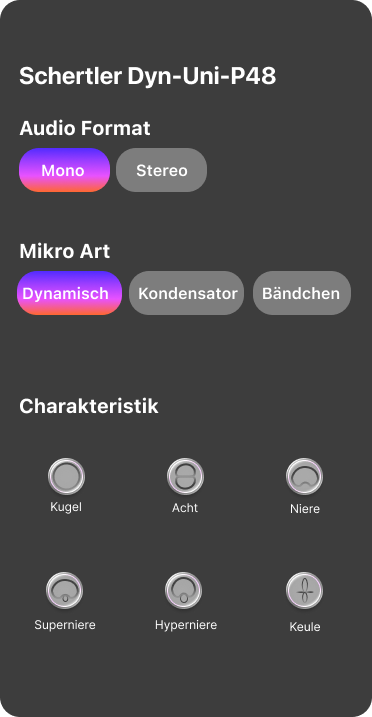 Schertler Dyn-Uni-P48
Audio Format
Mono Stereo
Mikro Art
Dynamisch Kondensator Bändchen
Charakteristik
Kugel Acht Niere
Superniere Hyperniere Keule